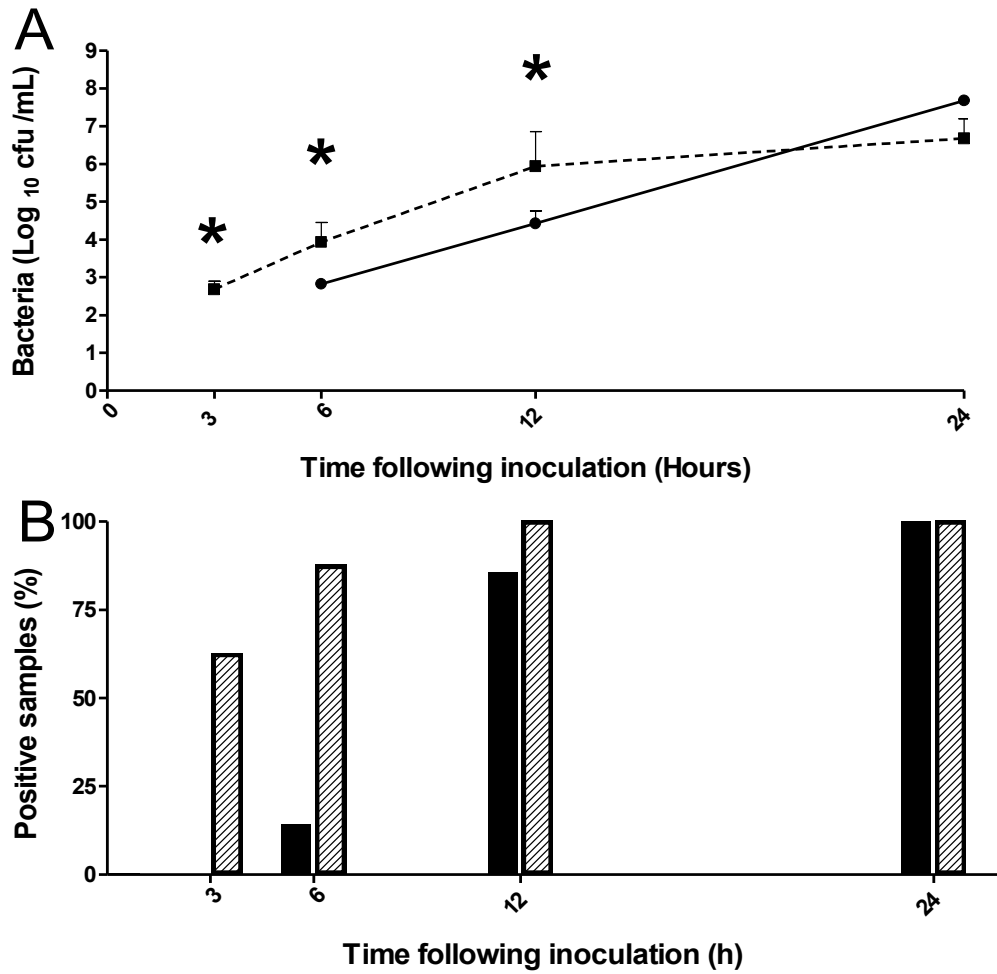 A
Bacteria (Log 10 cfu /mL)
9
8
7
6
5
4
3
2
1
0
0 3 6 12 24
*
*
*
Time following inoculation (Hours)
B
Positive samples (%)
100
75
50
25
0
3 6 12 24
Time following inoculation (h)